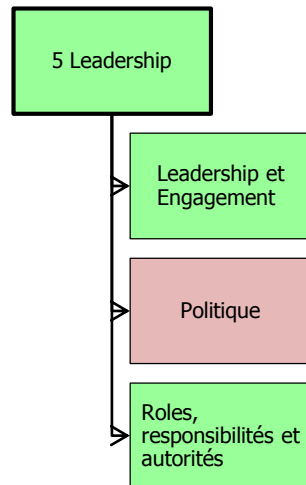 5 Leadership
Leadership et
Engagement
Politique
Roles,
responsibilités et
autorités